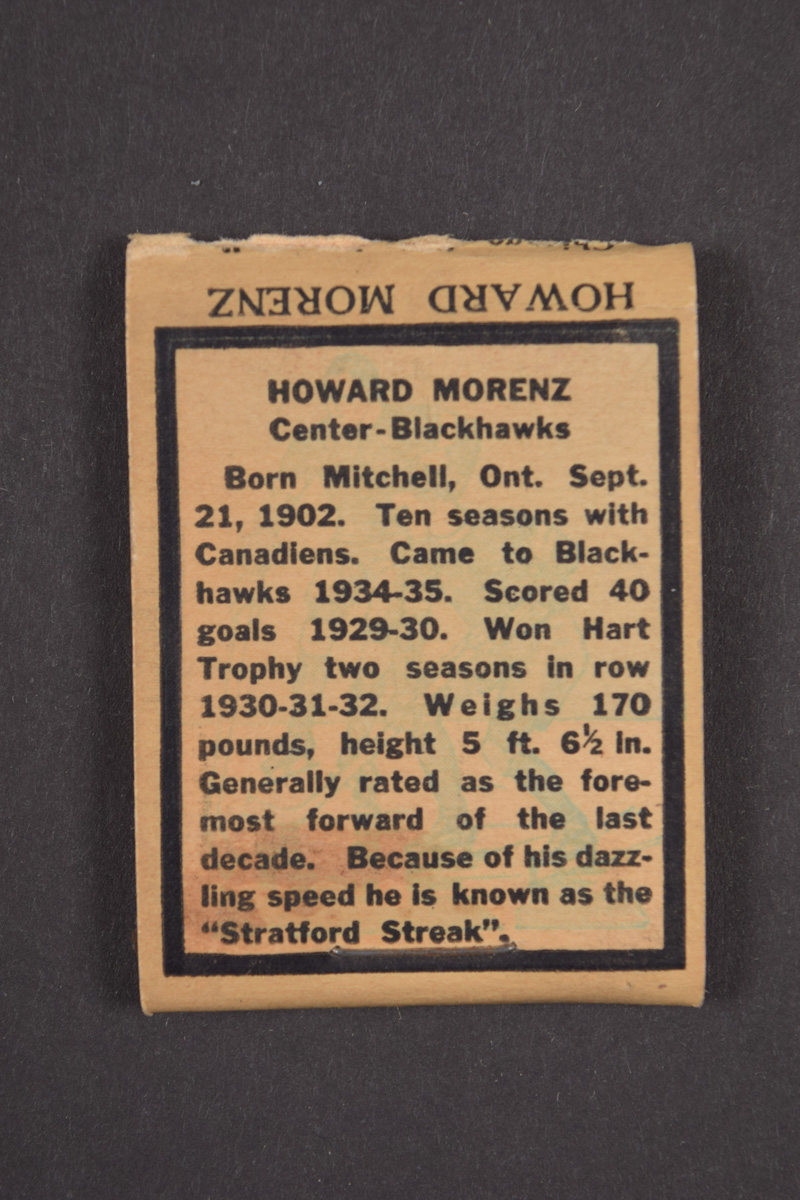 Chicago
HOWARD MORENZ
HOWARD MORENZ
Center-Blackhawks
Born Mitchell, Ont. Sept.
21, 1902. Ten seasons with
Canadiens. Came to Black-
hawks 1934-35. Scored 40
goals 1929-30. Won Hart
Trophy two seasons in row
1930-31-32. Weighs 170
pounds, height 5 ft. 6½ In.
Generally rated as the fore-
most forward of the last
decade. Because of his dazz-
ling speed he is known as the
“Stratford Streak”.